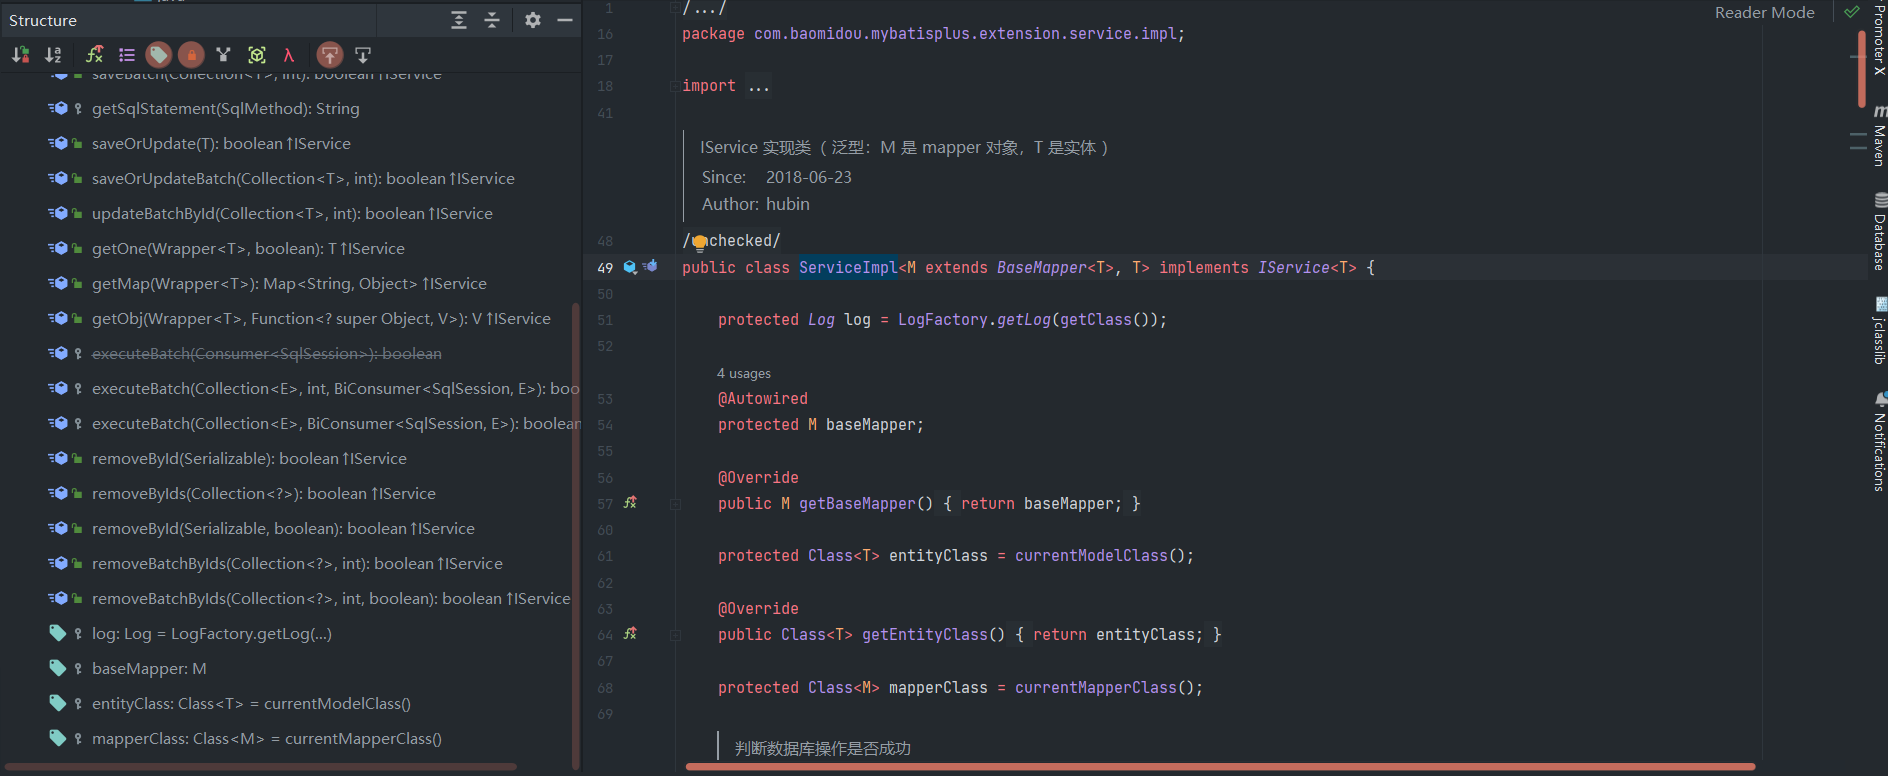 Structure
saveBatch(Collection<T>, int): boolean ↑IService
getSqlStatement(SqlMethod): String
saveOrUpdate(T): boolean ↑IService
saveOrUpdateBatch(Collection<T>, int): boolean ↑IService
updateBatchById(Collection<T>, int): boolean ↑IService
getOne(Wrapper<T>, boolean): T ↑IService
getMap(Wrapper<T>): Map<String, Object> ↑IService
getObj(Wrapper<T>, Function<? super Object, V>): V ↑IService
executeBatch(Consumer<SqlSession>): boolean
executeBatch(Collection<E>, int, BiConsumer<SqlSession, E>): boo
executeBatch(Collection<E>, BiConsumer<SqlSession, E>): boolean
removeById(Serializable): boolean ↑IService
removeByIds(Collection<?>): boolean ↑IService
removeById(Serializable, boolean): boolean ↑IService
removeBatchByIds(Collection<?>, int): boolean ↑IService
removeBatchByIds(Collection<?>, int, boolean): boolean ↑IService
log: Log = LogFactory.getLog(...)
baseMapper: M
entityClass: Class<T> = currentModelClass()
mapperClass: Class<M> = currentMapperClass()
Reader Mode
1 /.../
16 package com.baomidou.mybatisplus.extension.service.impl;
17
18 import ...
41
IService 实现类（ 泛型：M 是 mapper 对象，T 是实体 ）
Since: 2018-06-23
Author: hubin
48 /unchecked/
49 public class ServiceImpl<M extends BaseMapper<T>, T> implements IService<T> {
50
51 protected Log log = LogFactory.getLog(getClass());
52
4 usages
53 @Autowired
54 protected M baseMapper;
55
56 @Override
57 public M getBaseMapper() { return baseMapper; }
60
61 protected Class<T> entityClass = currentModelClass();
62
63 @Override
64 public Class<T> getEntityClass() { return entityClass; }
67
68 protected Class<M> mapperClass = currentMapperClass();
69
判断数据库操作是否成功
Promoter X
Maven
Database
jclasslib
Notifications